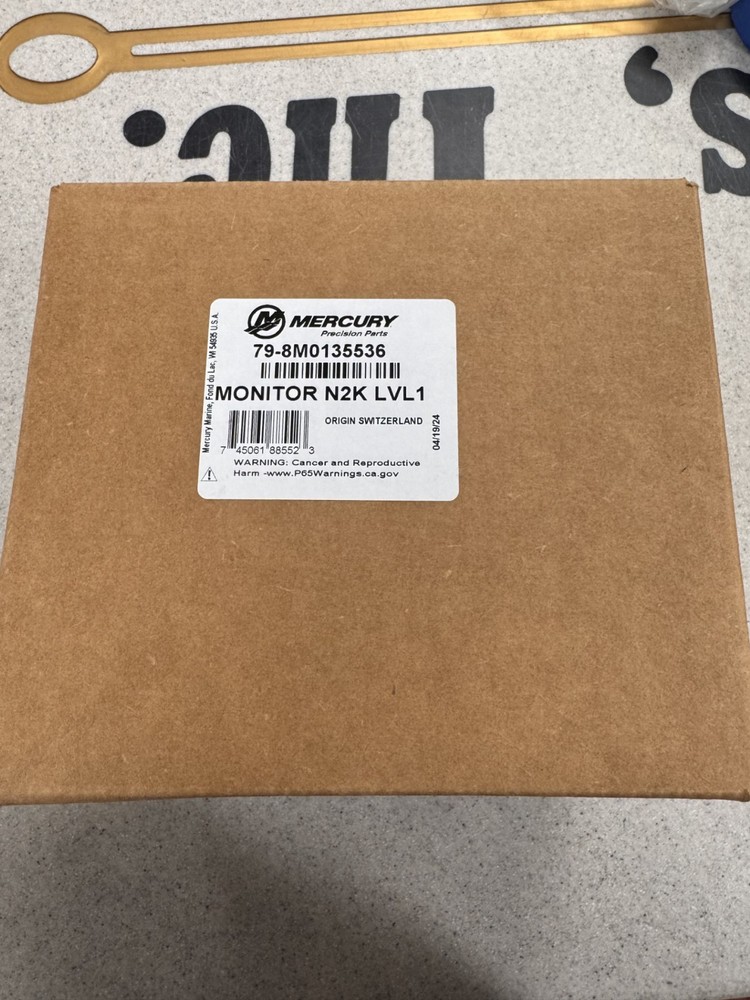 Inc.
s,
MERCURY
Precision Parts
79-8M0135536
MONITOR N2K LVL1
ORIGIN SWITZERLAND
7 45061 88552 3
WARNING: Cancer and Reproductive
Harm -www.P65Warnings.ca.gov
Mercury Marine, Fond du Lac, WI 54935 U.S.A.
04/19/24